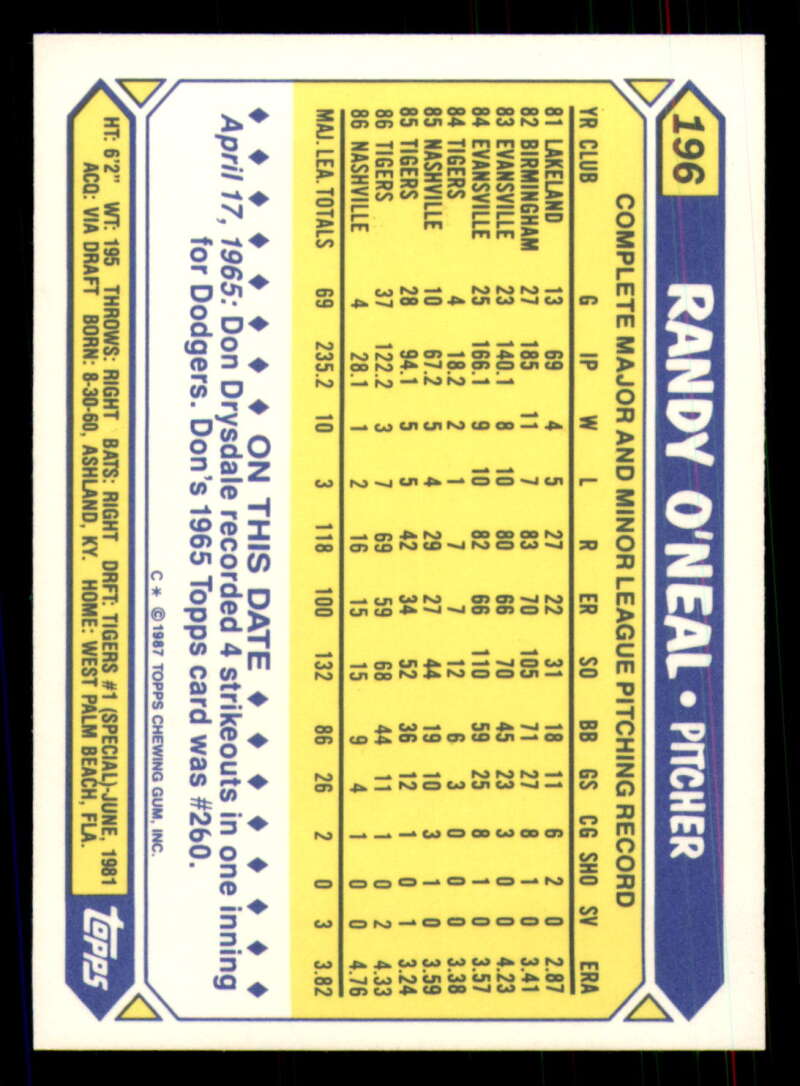 196 RANDY O'NEAL • PITCHER
COMPLETE MAJOR AND MINOR LEAGUE PITCHING RECORD
YR CLUB G IP W L R ER SO BB GS CG SHO SV ERA
81 LAKELAND 13 69 4 5 27 22 31 18 11 6 2 0 2.87
82 BIRMINGHAM 27 185 11 7 83 70 105 71 27 8 1 0 3.41
83 EVANSVILLE 23 140.1 8 10 80 66 70 45 23 3 0 0 4.23
84 EVANSVILLE 25 166.1 9 10 82 66 110 59 25 8 1 0 3.57
84 TIGERS 4 18.2 2 1 7 7 12 6 3 0 0 0 3.38
85 NASHVILLE 10 67.2 5 4 29 27 44 19 10 3 1 0 3.59
85 TIGERS 28 94.1 5 5 42 34 52 36 12 1 0 1 3.24
86 TIGERS 37 122.2 3 7 69 59 68 44 11 1 0 2 4.33
86 NASHVILLE 4 28.1 1 2 16 15 15 9 4 1 0 0 4.76
MAJ. LEA. TOTALS 69 235.2 10 3 118 100 132 86 26 2 0 3 3.82
◆ ◆ ◆ ◆ ◆ ◆ ◆ ◆ ON THIS DATE ◆ ◆ ◆ ◆ ◆ ◆ ◆ ◆
April 17, 1965: Don Drysdale recorded 4 strikeouts in one inning
for Dodgers. Don's 1965 Topps card was #260.
C * © 1987 TOPPS CHEWING GUM, INC.
HT: 6'2" WT: 195 THROWS: RIGHT BATS: RIGHT DRFT: TIGERS #1 (SPECIAL)-JUNE, 1981
ACQ: VIA DRAFT BORN: 8-30-60, ASHLAND, KY. HOME: WEST PALM BEACH, FLA.
topps